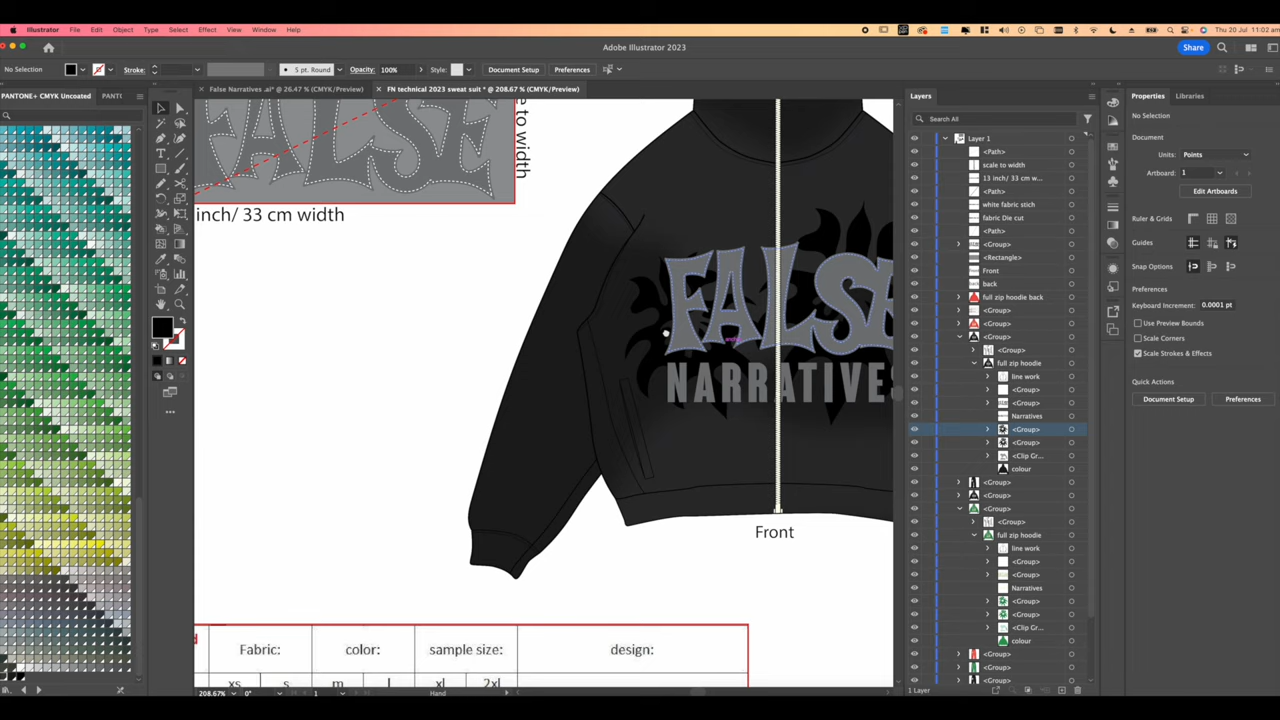 Illustrator File Edit Object Type Select Effect View Window Help
Thu 20 Jul 11:02 am
Adobe Illustrator 2023
Share
No Selection
Stroke:
5 pt. Round
Opacity: 100%
Style:
Document Setup
Preferences
PANTONE+ CMYK Uncoated
PANT(
False Narratives .ai* @ 26.47 % (CMYK/Preview)
FN technical 2023 sweat suit * @ 208.67 % (CMYK/Preview)
FALSE
e to width
inch/ 33 cm width
FALSE
NARRATIVES
Front
Fabric:
color:
sample size:
design:
xs
s
m
l
xl
2xl
208.67%
0°
1
Hand
Layers
Search All
Layer 1
<Path>
scale to width
13 inch/ 33 cm w...
<Path>
white fabric stich
fabric Die cut
<Path>
<Group>
<Rectangle>
Front
back
full zip hoodie back
<Group>
<Group>
<Group>
<Group>
full zip hoodie
line work
<Group>
<Group>
Narratives
<Group>
<Group>
<Clip Gr...
colour
<Group>
<Group>
<Group>
<Group>
full zip hoodie
line work
<Group>
<Group>
Narratives
<Group>
<Group>
<Clip Gr...
colour
<Group>
<Group>
<Group>
1 Layer
Properties
Libraries
No Selection
Document
Units: Points
Artboard: 1
Edit Artboards
Ruler & Grids
Guides
Snap Options
Preferences
Keyboard Increment: 0.0001 pt
Use Preview Bounds
Scale Corners
Scale Strokes & Effects
Quick Actions
Document Setup
Preferences